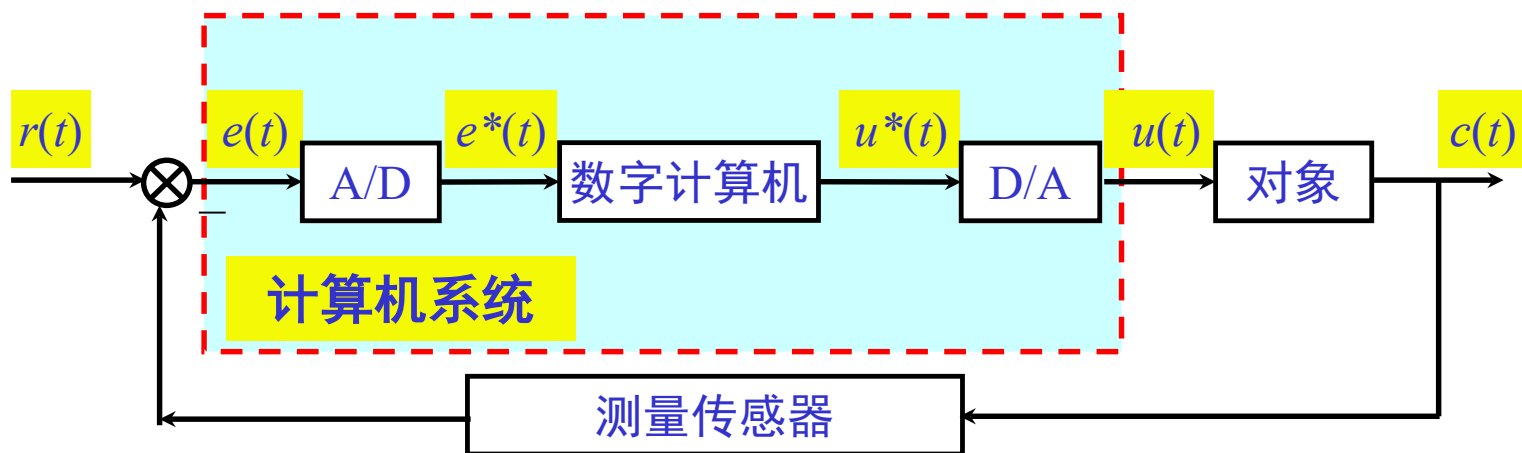 r(t) e(t) e*(t) u*(t) u(t) c(t)
A/D 数字计算机 D/A 对象
–
计算机系统
测量传感器